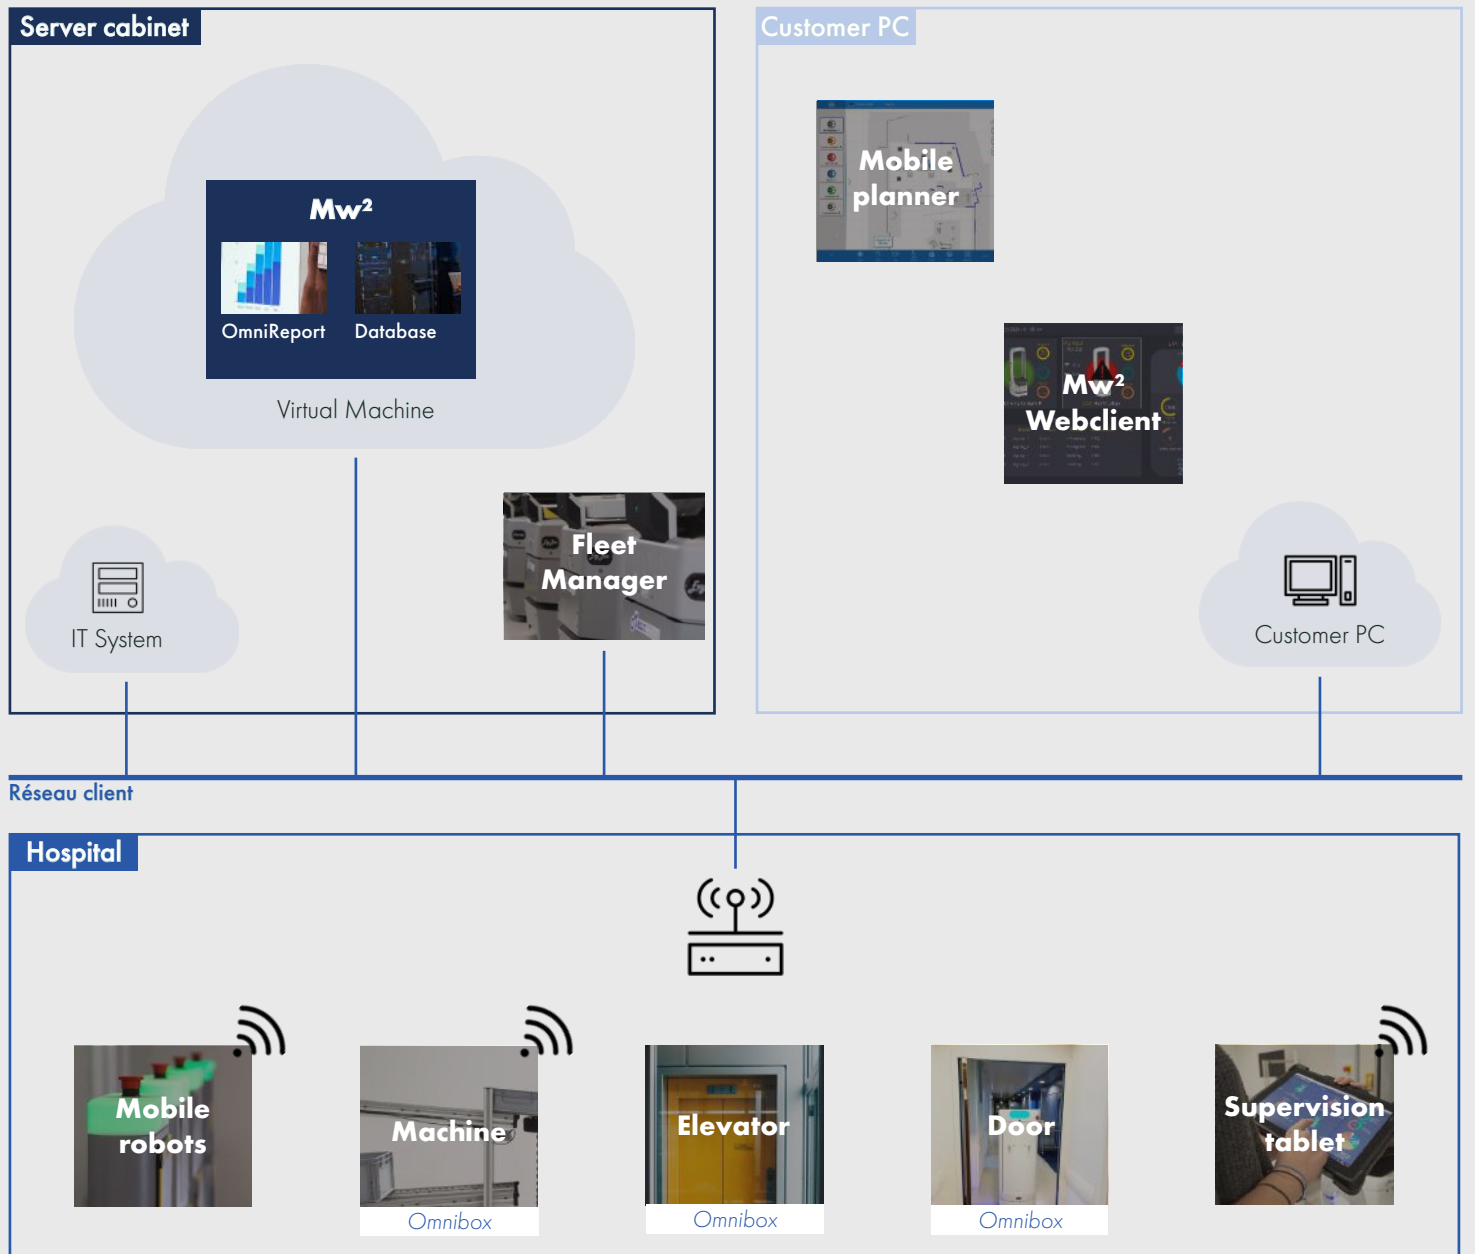 Server cabinet
Mw²
OmniReport
Database
Virtual Machine
Fleet
Manager
IT System
Customer PC
Mobile
planner
Mw²
Webclient
Customer PC
Réseau client
Hospital
Mobile
robots
Machine
Omnibox
Elevator
Omnibox
Door
Omnibox
Supervision
tablet